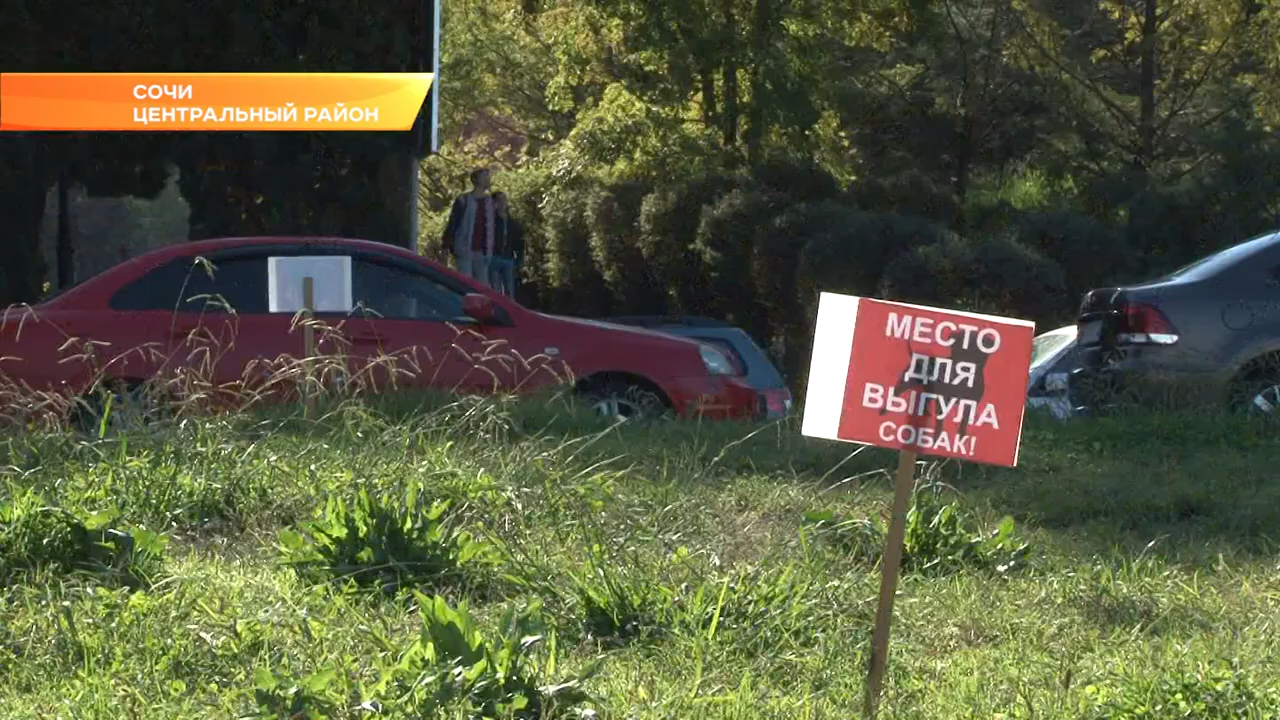 СОЧИ
ЦЕНТРАЛЬНЫЙ РАЙОН
МЕСТО
ДЛЯ
ВЫГУЛА
СОБАК!